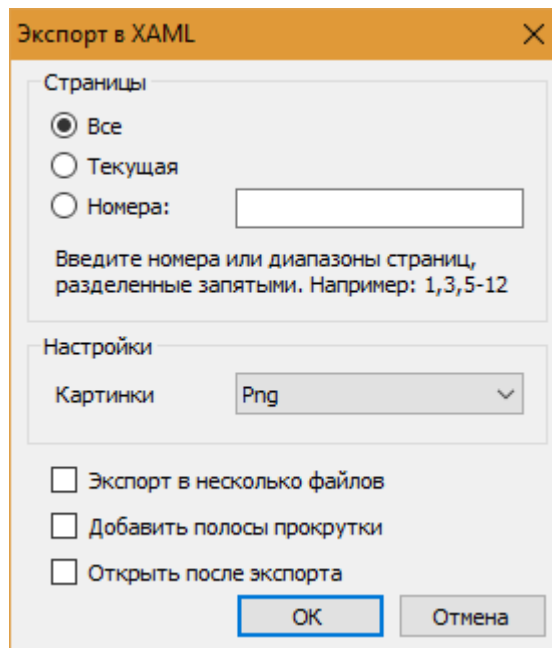 Экспорт в XAML
Страницы
Все
Текущая
Номера:
Введите номера или диапазоны страниц,
разделенные запятыми. Например: 1,3,5-12
Настройки
Картинки Png
Экспорт в несколько файлов
Добавить полосы прокрутки
Открыть после экспорта
ОК Отмена